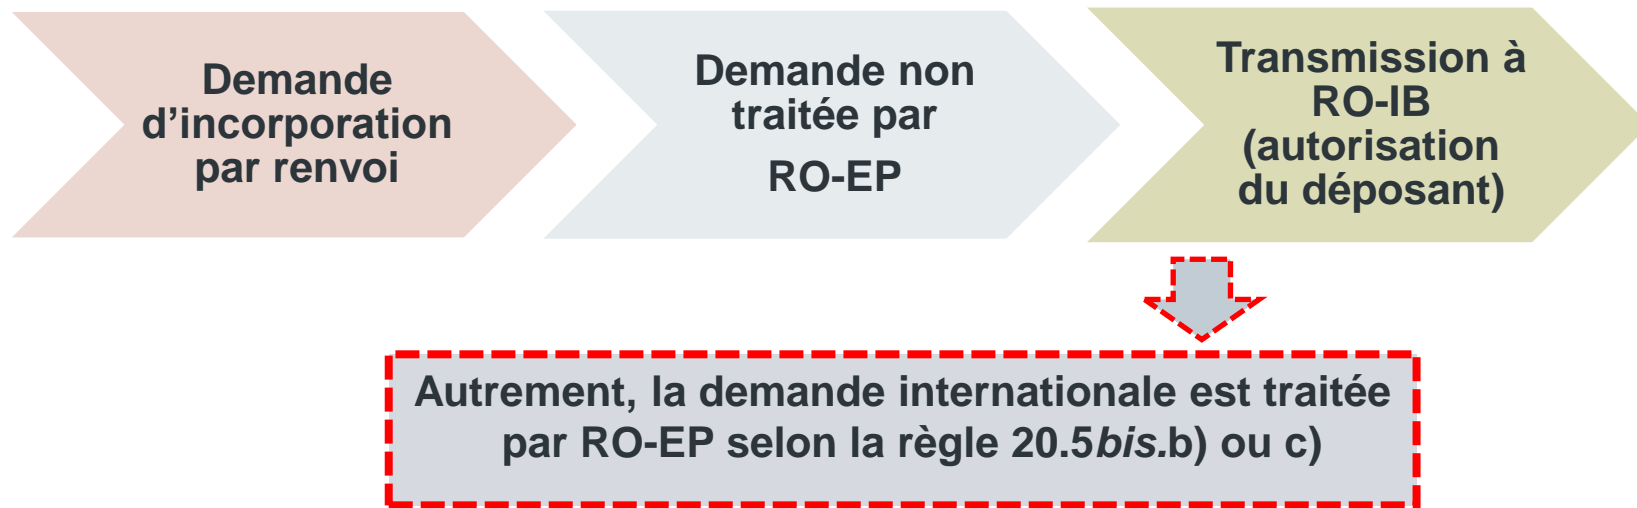 Demande
d’incorporation
par renvoi
Demande non
traitée par
RO-EP
Transmission à
RO-IB
(autorisation
du déposant)
Autrement, la demande internationale est traitée
par RO-EP selon la règle 20.5bis.b) ou c)